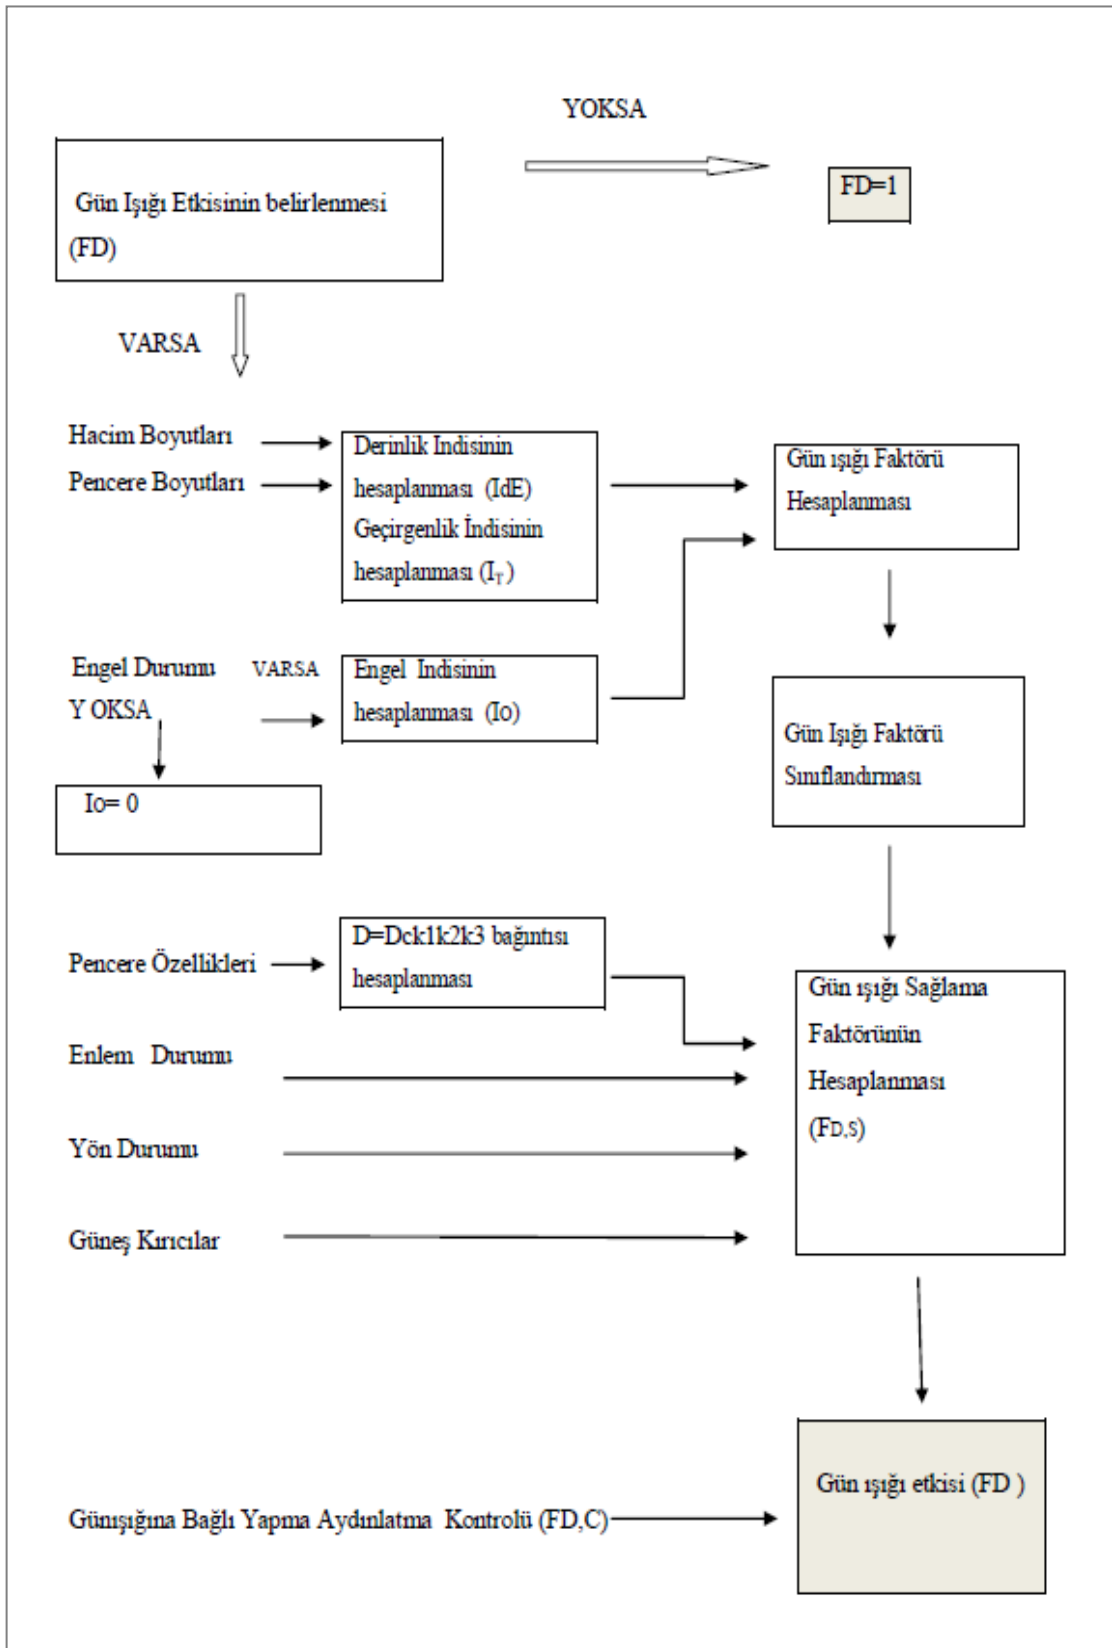 YOKSA
Gün Işığı Etkisinin belirlenmesi
(FD)
FD=1
VARSA
Hacim Boyutları
Pencere Boyutları
Derinlik Indisinin
hesaplanması (IdE)
Geçirgenlik İndisinin
hesaplanması (IT)
Gün ışığı Faktörü
Hesaplanması
Engel Durumu VARSA
Y OKSA
Engel Indisinin
hesaplanması (Io)
Gün Işığı Faktörü
Sınıflandırması
Io= 0
Pencere Özellikleri
D=Dck1k2k3 bağıntısı
hesaplanması
Gün ışığı Sağlama
Faktörünün
Hesaplanması
(FD,S)
Enlem Durumu
Yön Durumu
Güneş Kırıcılar
Gün ışığı etkisi (FD )
Günışığına Bağlı Yapma Aydınlatma Kontrolü (FD,C)